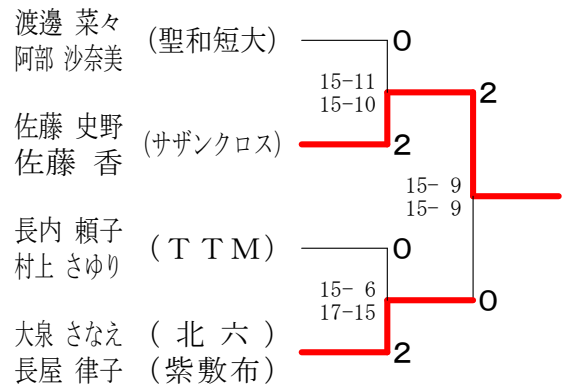 渡邊 菜々
阿部 沙奈美
(聖和短大)
0
15-11
15-10
2
佐藤 史野
佐藤 香
(サザンクロス)
2
15- 9
15- 9
長内 頼子
村上 さゆり
(ＴＴＭ)
0
15- 6
17-15
0
大泉 さなえ (北六)
長屋 律子 (紫敷布)
2